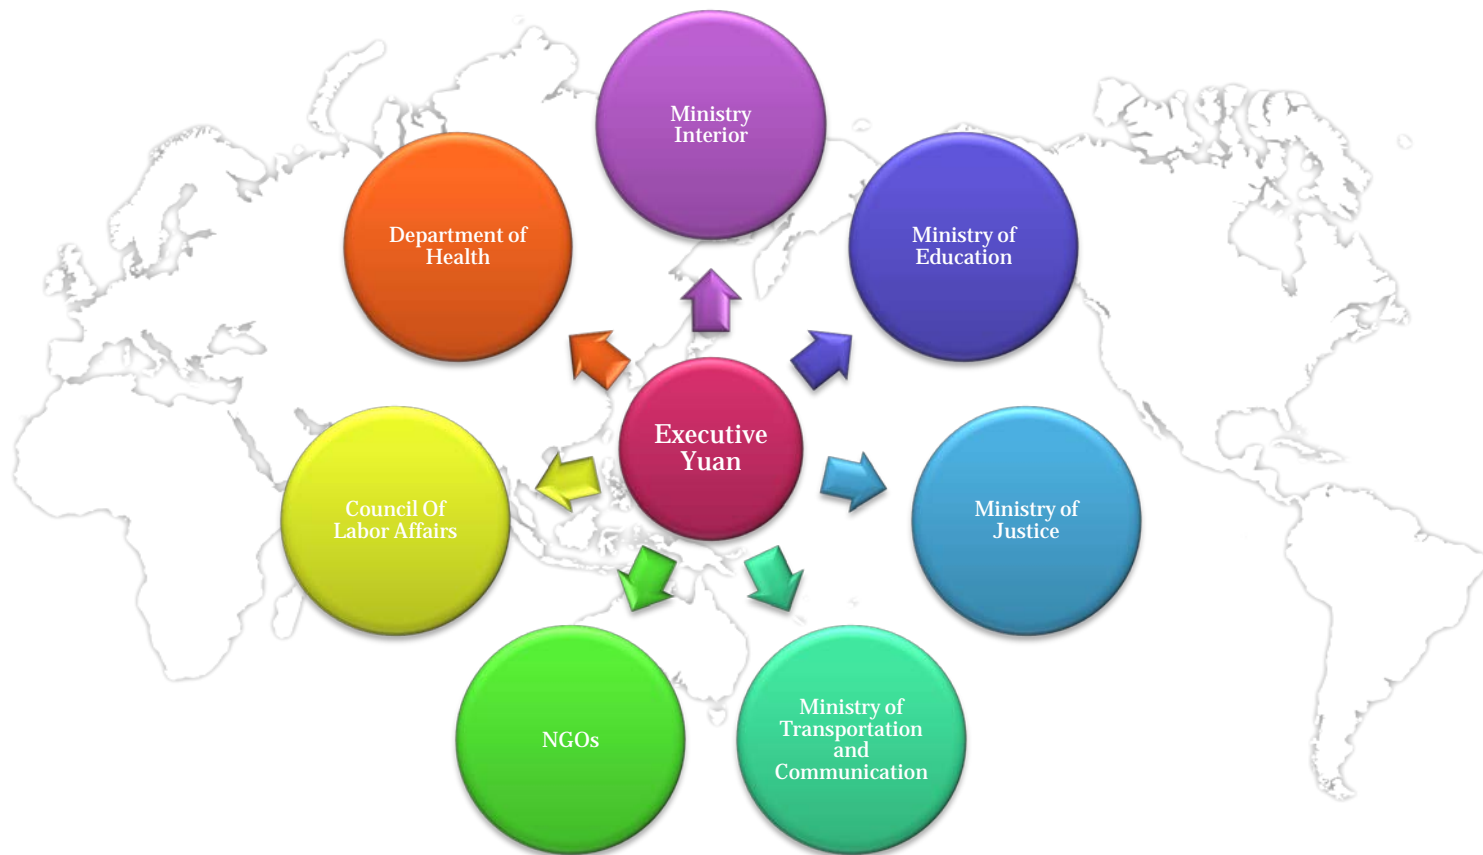 Ministry
Interior
Department of
Health
Ministry of
Education
Executive
Yuan
Council Of
Labor Affairs
Ministry of
Justice
NGOs
Ministry of
Transportation
and
Communication